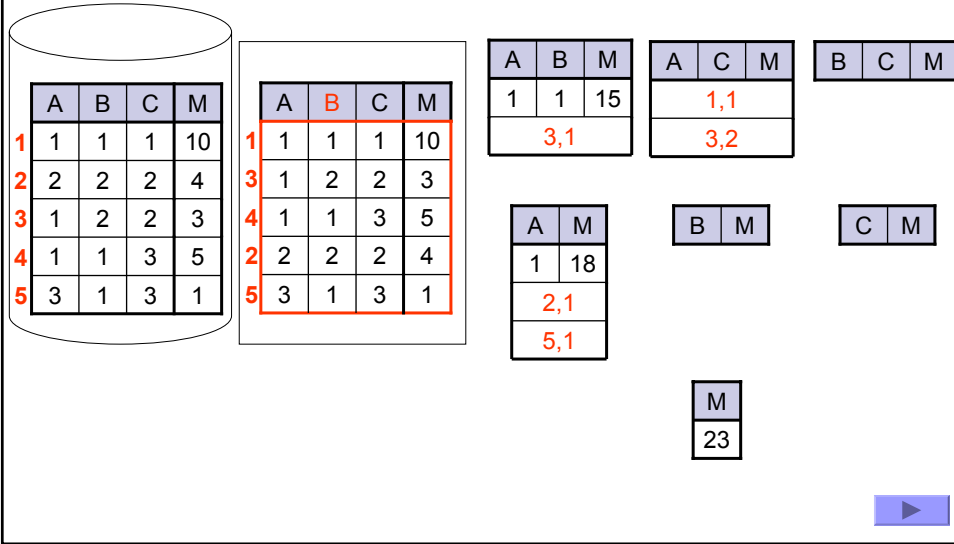 A B C M
1 1 1 1 10
2 2 2 2 4
3 1 2 2 3
4 1 1 3 5
5 3 1 3 1
A B C M
1 1 1 1 10
3 1 2 2 3
4 1 1 3 5
2 2 2 2 4
5 3 1 3 1
A B M
1 1 15
3,1
A C M
1,1
3,2
B C M
A M
1 18
2,1
5,1
B M
C M
M
23